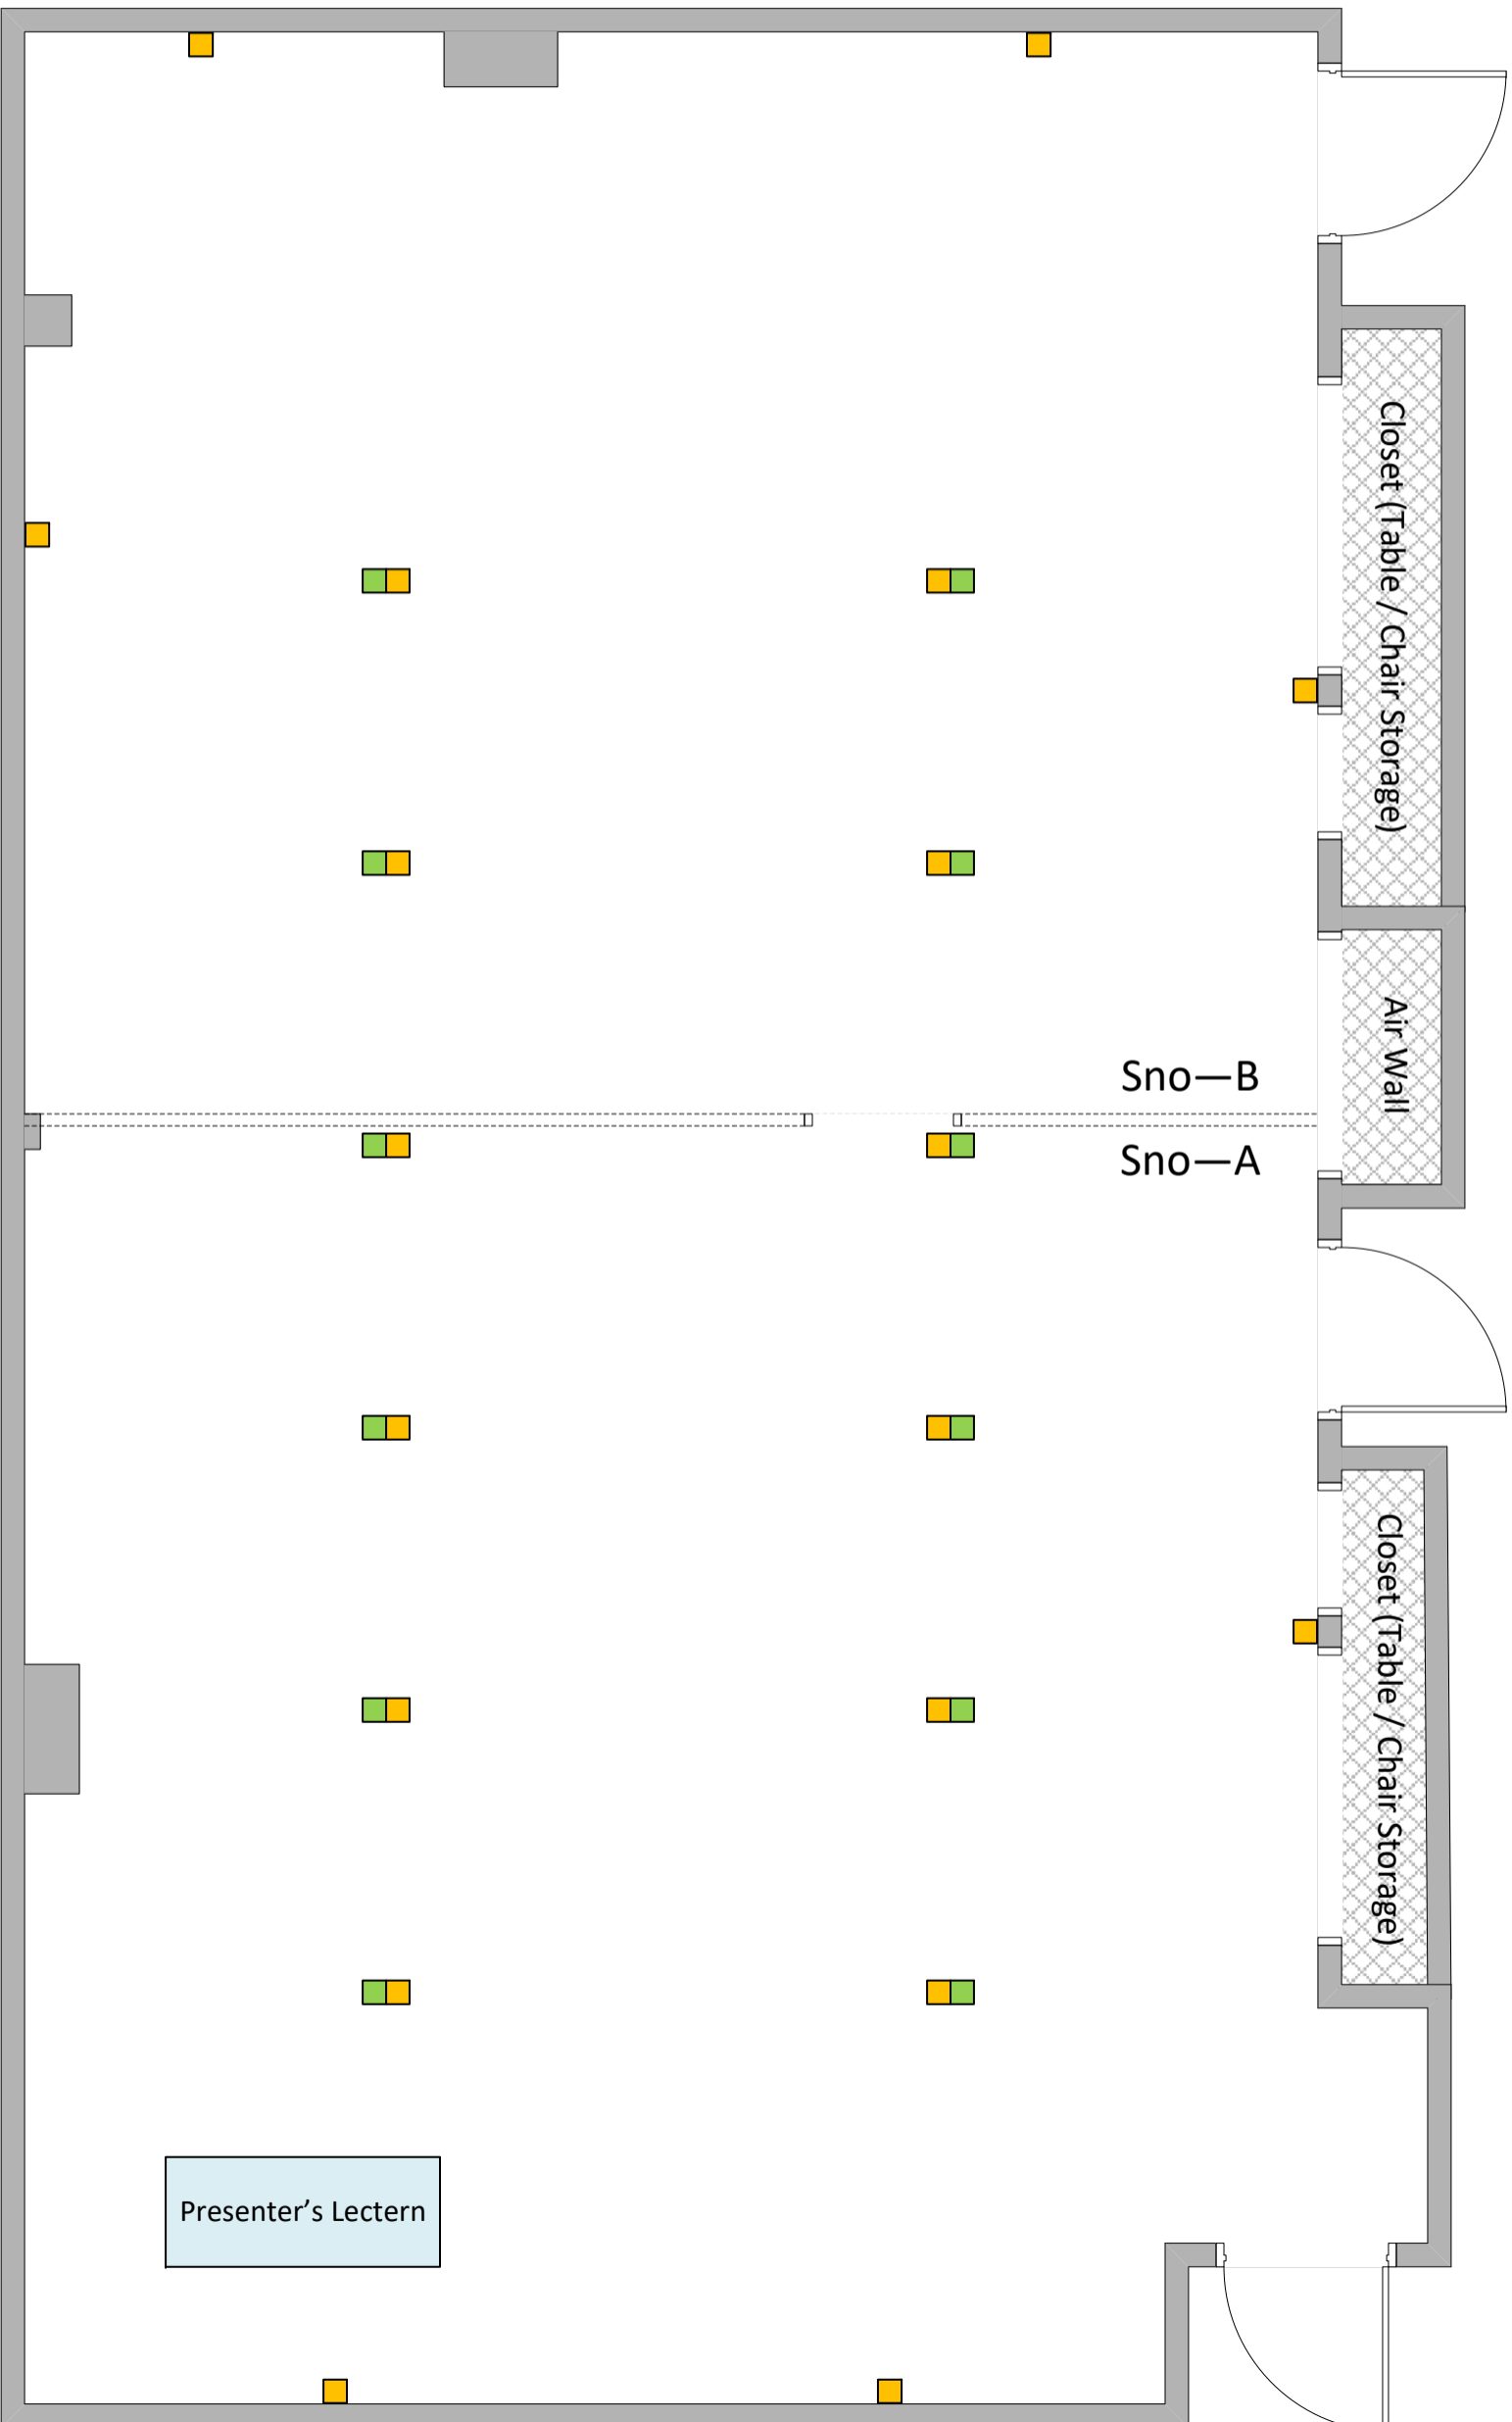 Closet (Table / Chair Storage)
Air Wall
Sno—B
Sno—A
Closet (Table / Chair Storage)
Presenter’s Lectern